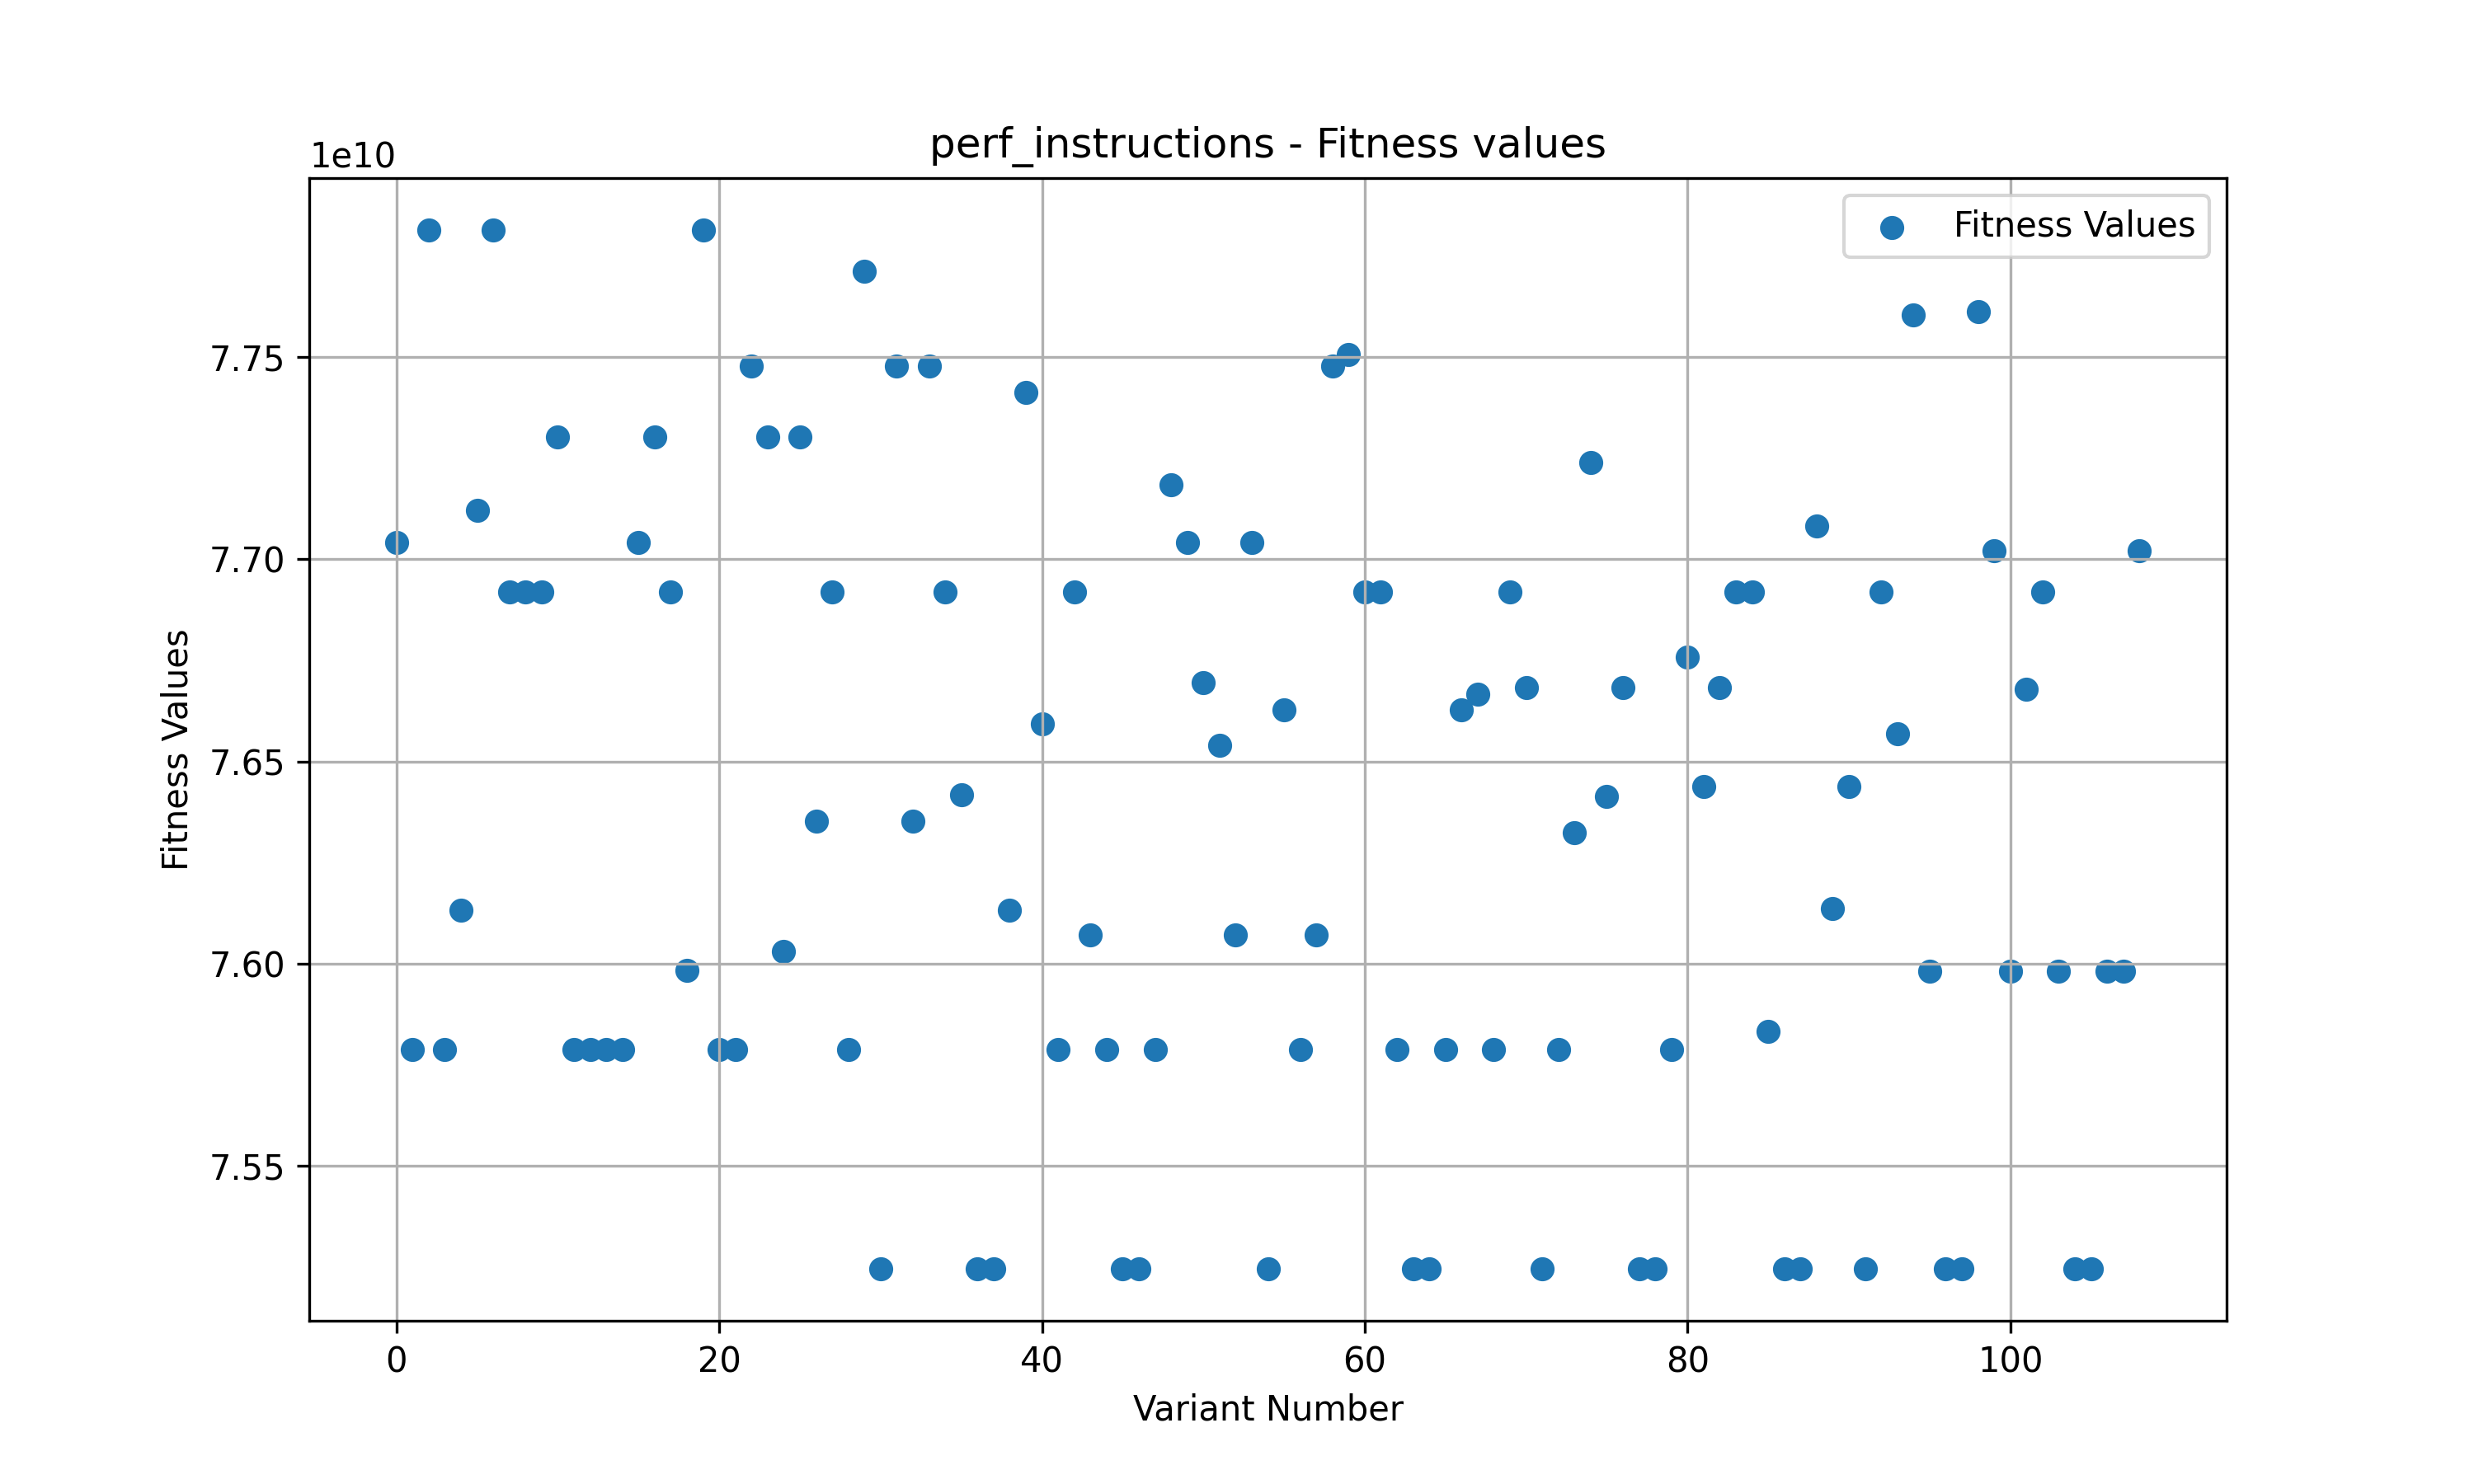 perf_instructions - Fitness values
1e10
Fitness Values
7.75
7.70
7.65
7.60
7.55
Fitness Values
0 20 40 60 80 100
Variant Number